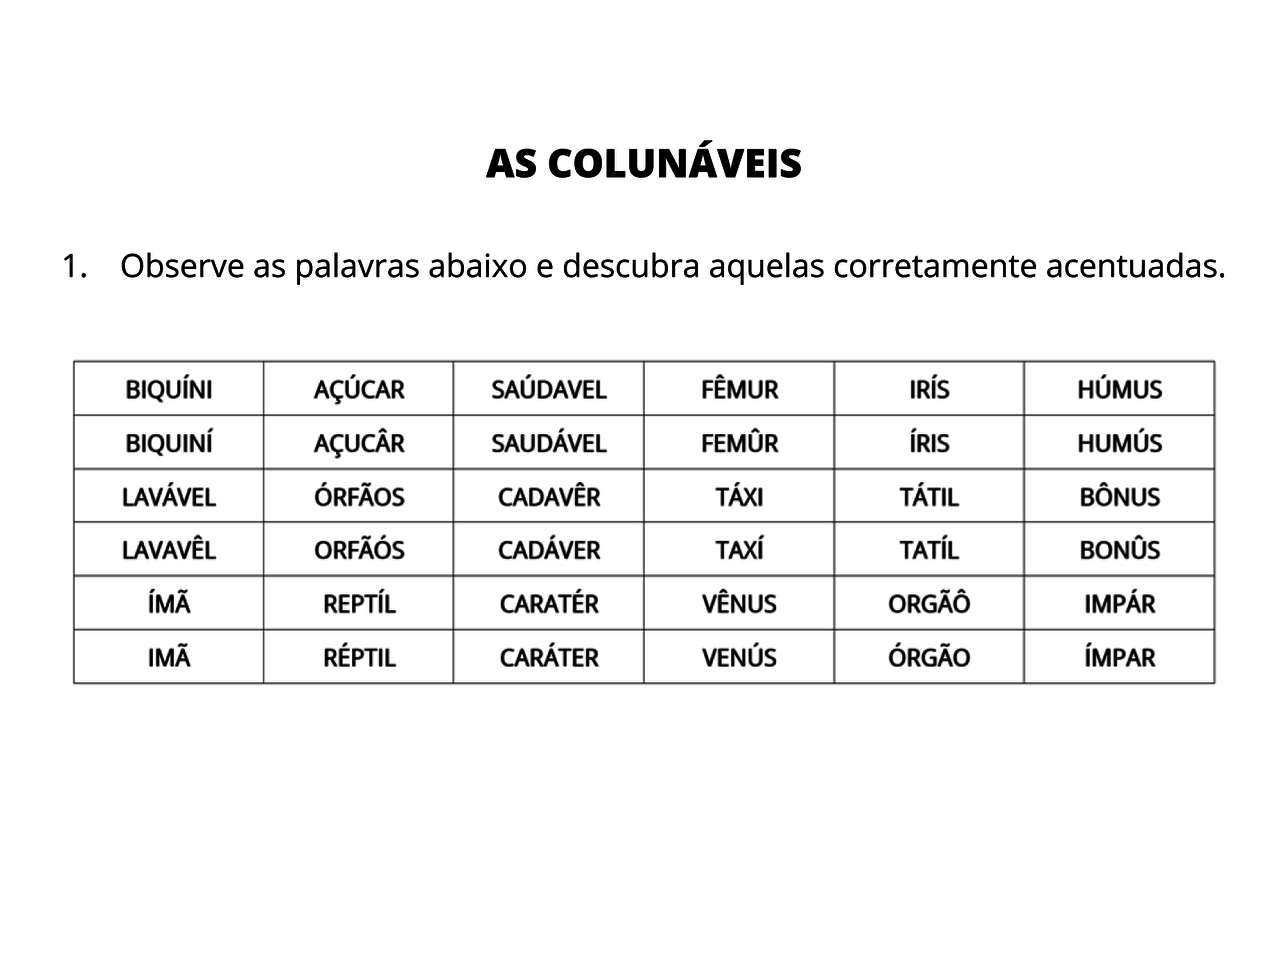 AS COLUNÁVEIS
1. Observe as palavras abaixo e descubra aquelas corretamente acentuadas.
BIQUÍNI AÇÚCAR SAÚDAVEL FÊMUR IRÍS HÚMUS
BIQUINÍ AÇUCÂR SAUDÁVEL FEMÛR ÍRIS HUMÚS
LAVÁVEL ÓRFÃOS CADAVÊR TÁXI TÁTIL BÔNUS
LAVAVÊL ORFÃÓS CADÁVER TAXÍ TATÍL BONÛS
ÍMÃ REPTÍL CARATÉR VÊNUS ORGÃÔ IMPÁR
IMÃ RÉPTIL CARÁTER VENÚS ÓRGÃO ÍMPAR